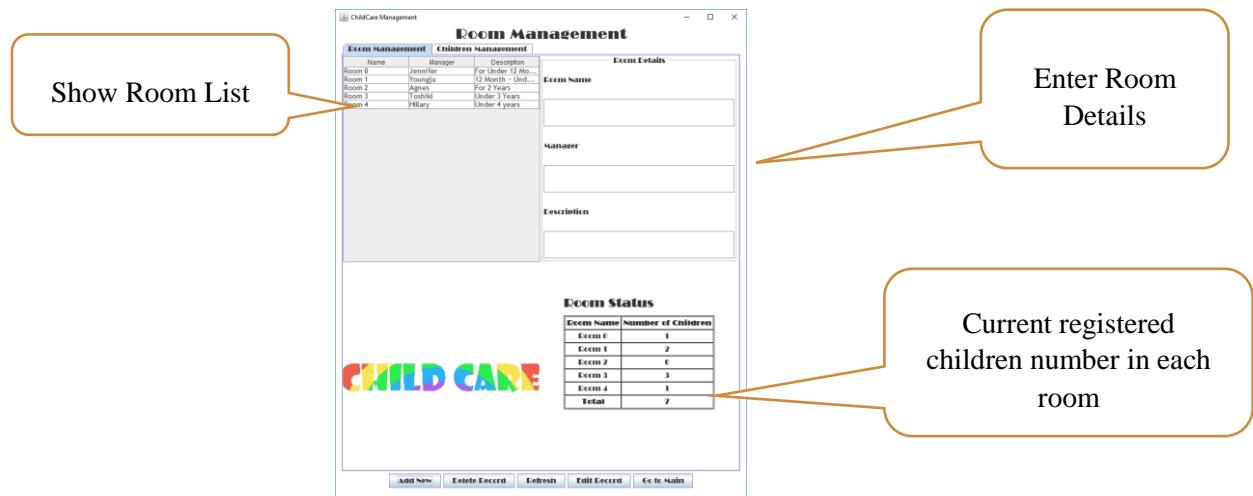 ChildCare Management
Room Management
Room Management Children Management
Name Manager Description
Room 0 Jennifer For Under 12 Mo...
Room 1 Youngju 12 Month - Und...
Room 2 Agnes For 2 Years
Room 3 Toshiki Under 3 Years
Room 4 Hillary Under 4 years
Room Details
Room Name
Manager
Description
Show Room List
Enter Room
Details
Room Status
Room Name Number of Children
Room 0 1
Room 1 2
Room 2 0
Room 3 3
Room 4 1
Total 7
CHILD CARE
Current registered
children number in each
room
Add New Delete Record Refresh Edit Record Go to Main